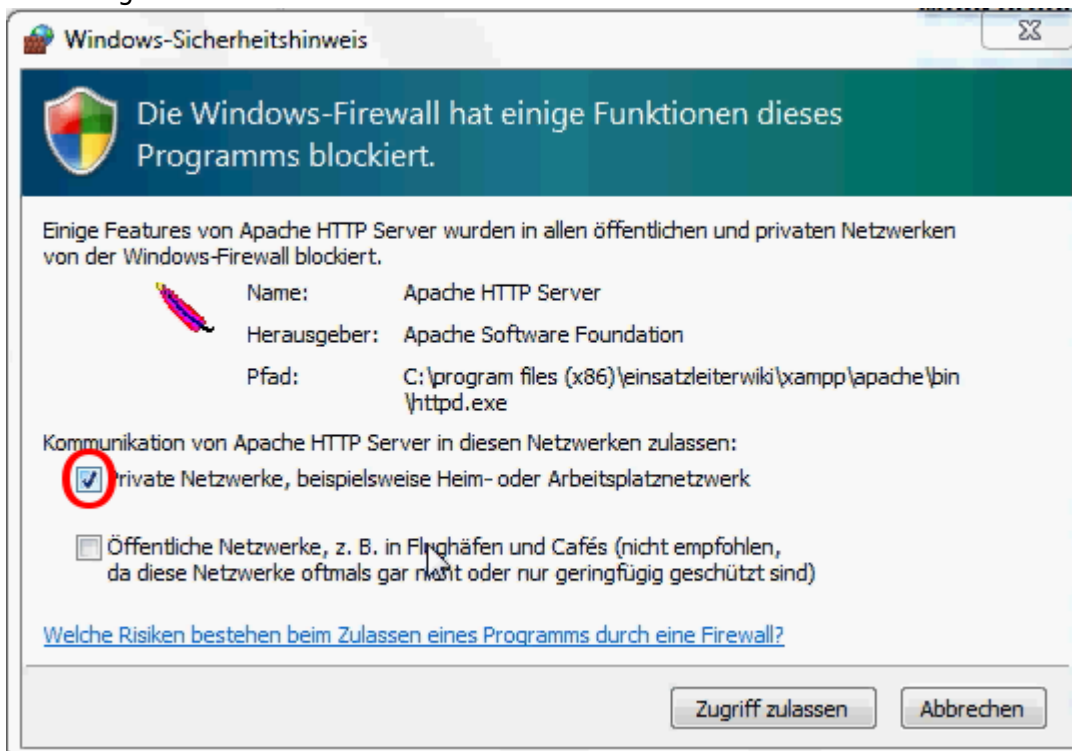 Windows-Sicherheitshinweis
Die Windows-Firewall hat einige Funktionen dieses
Programms blockiert.
Einige Features von Apache HTTP Server wurden in allen öffentlichen und privaten Netzwerken
von der Windows-Firewall blockiert.
Name: Apache HTTP Server
Herausgeber: Apache Software Foundation
Pfad: C:\program files (x86)\einsatzleiterwiki\xampp\apache\bin
\httpd.exe
Kommunikation von Apache HTTP Server in diesen Netzwerken zulassen:
Private Netzwerke, beispielsweise Heim- oder Arbeitsplatznetzwerk
Öffentliche Netzwerke, z. B. in Flughäfen und Cafés (nicht empfohlen,
da diese Netzwerke oftmals gar nicht oder nur geringfügig geschützt sind)
Welche Risiken bestehen beim Zulassen eines Programms durch eine Firewall?
Zugriff zulassen Abbrechen